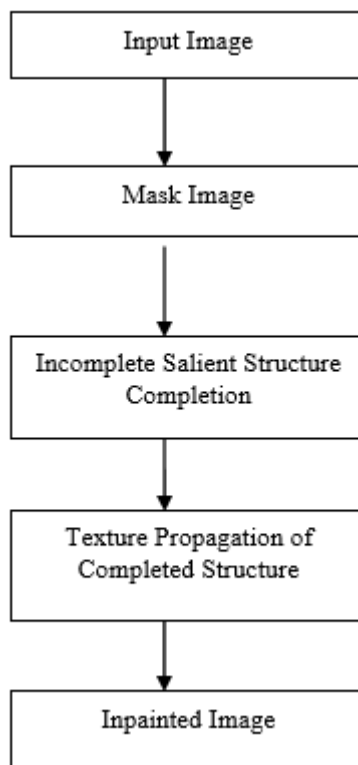 Input Image
Mask Image
Incomplete Salient Structure
Completion
Texture Propagation of
Completed Structure
Inpainted Image